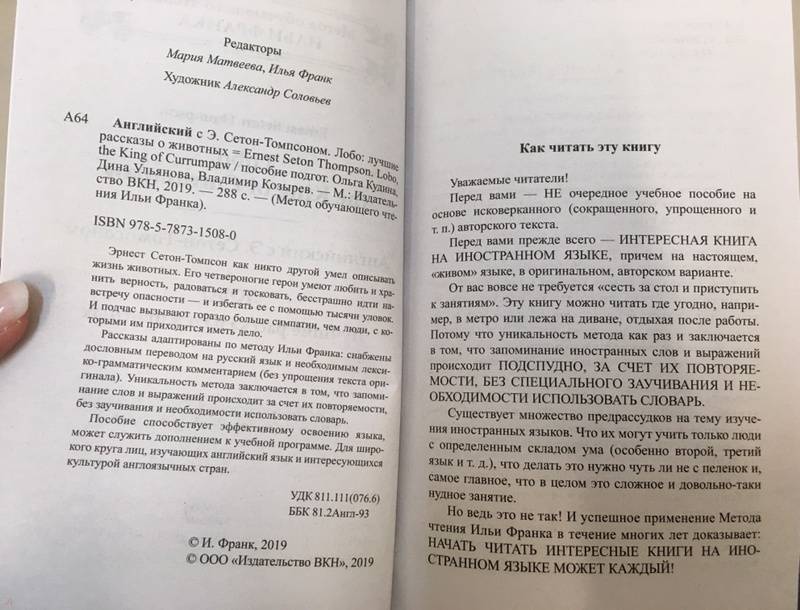 Редакторы
Мария Матвеева, Илья Франк
Художник Александр Соловьев
А64
Английский с Э. Сетон-Томпсоном. Лобо: лучшие
рассказы о животных = Ernest Seton Thompson. Lobo,
the King of Currumpaw / пособие подгот. Ольга Кудина,
Дина Ульянова, Владимир Козырев. — М.: Издатель-
ство ВКН, 2019. — 288 с. — (Метод обучающего чте-
ния Ильи Франка).
ISBN 978-5-7873-1508-0
Эрнест Сетон-Томпсон как никто другой умел описывать
жизнь животных. Его четвероногие герои умеют любить и хра-
нить верность, радоваться и тосковать, бесстрашно идти на-
встречу опасности — и избегать ее с помощью тысячи уловок.
И подчас вызывают гораздо больше симпатии, чем люди, с ко-
торыми им приходится иметь дело.
Рассказы адаптированы по методу Ильи Франка: снабжены
дословным переводом на русский язык и необходимым лекси-
ко-грамматическим комментарием (без упрощения текста ори-
гинала). Уникальность метода заключается в том, что запоми-
нание слов и выражений происходит за счет их повторяемости,
без заучивания и необходимости использовать словарь.
Пособие способствует эффективному освоению языка,
может служить дополнением к учебной программе. Для широ-
кого круга лиц, изучающих английский язык и интересующихся
культурой англоязычных стран.
УДК 811.111(076.6)
ББК 81.2Англ-93
© И. Франк, 2019
© ООО «Издательство ВКН», 2019
Как читать эту книгу
Уважаемые читатели!
Перед вами — НЕ очередное учебное пособие на
основе исковерканного (сокращенного, упрощенного и
т. п.) авторского текста.
Перед вами прежде всего — ИНТЕРЕСНАЯ КНИГА
НА ИНОСТРАННОМ ЯЗЫКЕ, причем на настоящем,
«живом» языке, в оригинальном, авторском варианте.
От вас вовсе не требуется «сесть за стол и приступить
к занятиям». Эту книгу можно читать где угодно, напри-
мер, в метро или лежа на диване, отдыхая после работы.
Потому что уникальность метода как раз и заключается
в том, что запоминание иностранных слов и выражений
происходит ПОДСПУДНО, ЗА СЧЕТ ИХ ПОВТОРЯЕ-
МОСТИ, БЕЗ СПЕЦИАЛЬНОГО ЗАУЧИВАНИЯ И НЕ-
ОБХОДИМОСТИ ИСПОЛЬЗОВАТЬ СЛОВАРЬ.
Существует множество предрассудков на тему изуче-
ния иностранных языков. Что их могут учить только люди
с определенным складом ума (особенно второй, третий
язык и т. д.), что делать это нужно чуть ли не с пеленок и,
самое главное, что в целом это сложное и довольно-таки
нудное занятие.
Но ведь это не так! И успешное применение Метода
чтения Ильи Франка в течение многих лет доказывает:
НАЧАТЬ ЧИТАТЬ ИНТЕРЕСНЫЕ КНИГИ НА ИНО-
СТРАННОМ ЯЗЫКЕ МОЖЕТ КАЖДЫЙ!